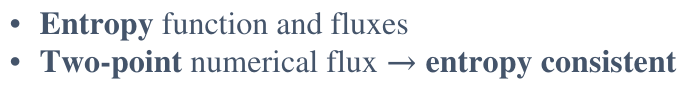 • Entropy function and fluxes
• Two-point numerical flux → entropy consistent